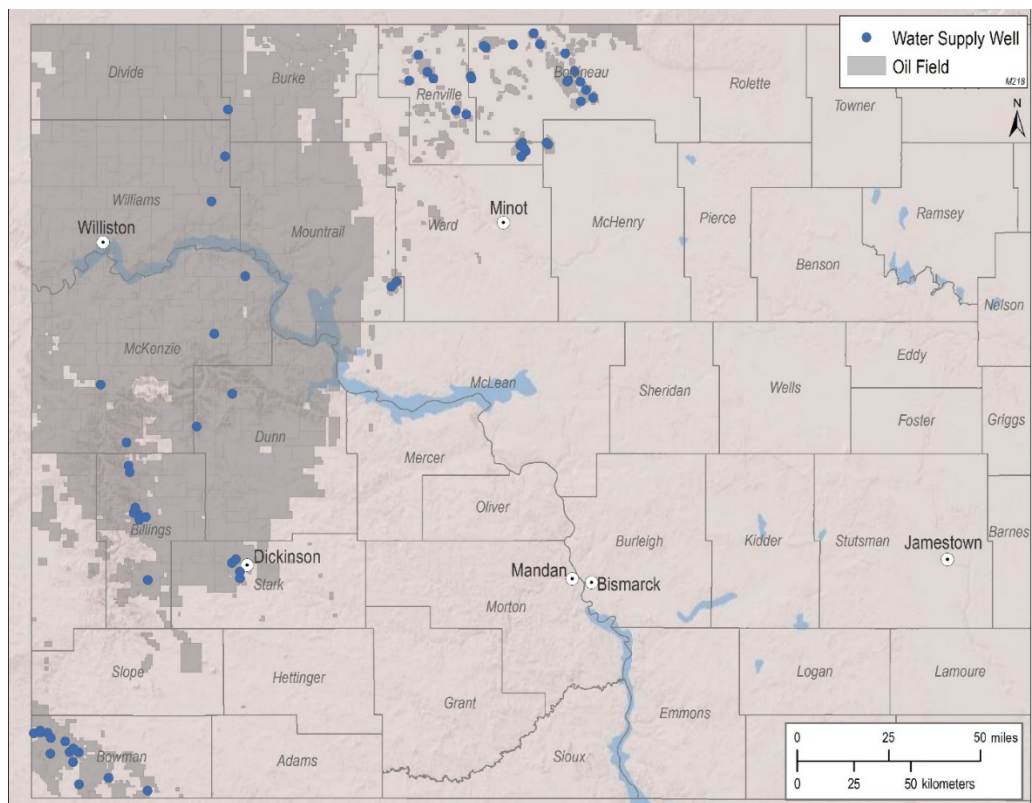 Water Supply Well
Oil Field
M218
N
Divide
Burke
Renville
Bottineau
Rolette
Towner
Williams
Williston
Mountrail
Ward
Minot
McHenry
Pierce
Ramsey
Benson
Nelson
McKenzie
McLean
Sheridan
Wells
Eddy
Foster
Griggs
Dunn
Mercer
Oliver
Billings
Burleigh
Kidder
Stutsman
Jamestown
Barnes
Dickinson
Stark
Mandan
Bismarck
Morton
Slope
Hettinger
Grant
Emmons
Logan
Lamoure
Bowman
Adams
Sioux
0 25 50 miles
0 25 50 kilometers